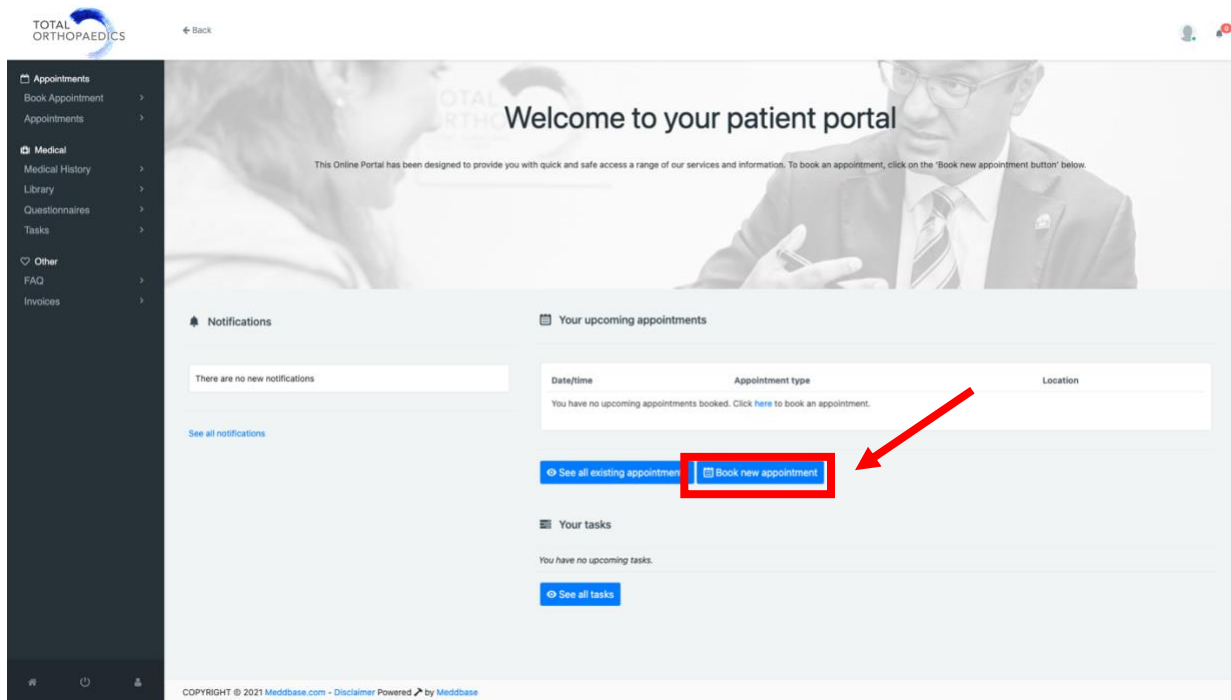 TOTAL
ORTHOPAEDICS
Back
0
Appointments
Book Appointment
Appointments
Medical
Medical History
Library
Questionnaires
Tasks
Other
FAQ
Invoices
OTAL
ORTHO
Welcome to your patient portal
This Online Portal has been designed to provide you with quick and safe access a range of our services and information. To book an appointment, click on the 'Book new appointment button' below.
Notifications
There are no new notifications
See all notifications
Your upcoming appointments
Date/time Appointment type Location
You have no upcoming appointments booked. Click here to book an appointment.
See all existing appointmen
Book new appointment
Your tasks
You have no upcoming tasks.
See all tasks
COPYRIGHT © 2021 Meddbase.com - Disclaimer Powered by Meddbase